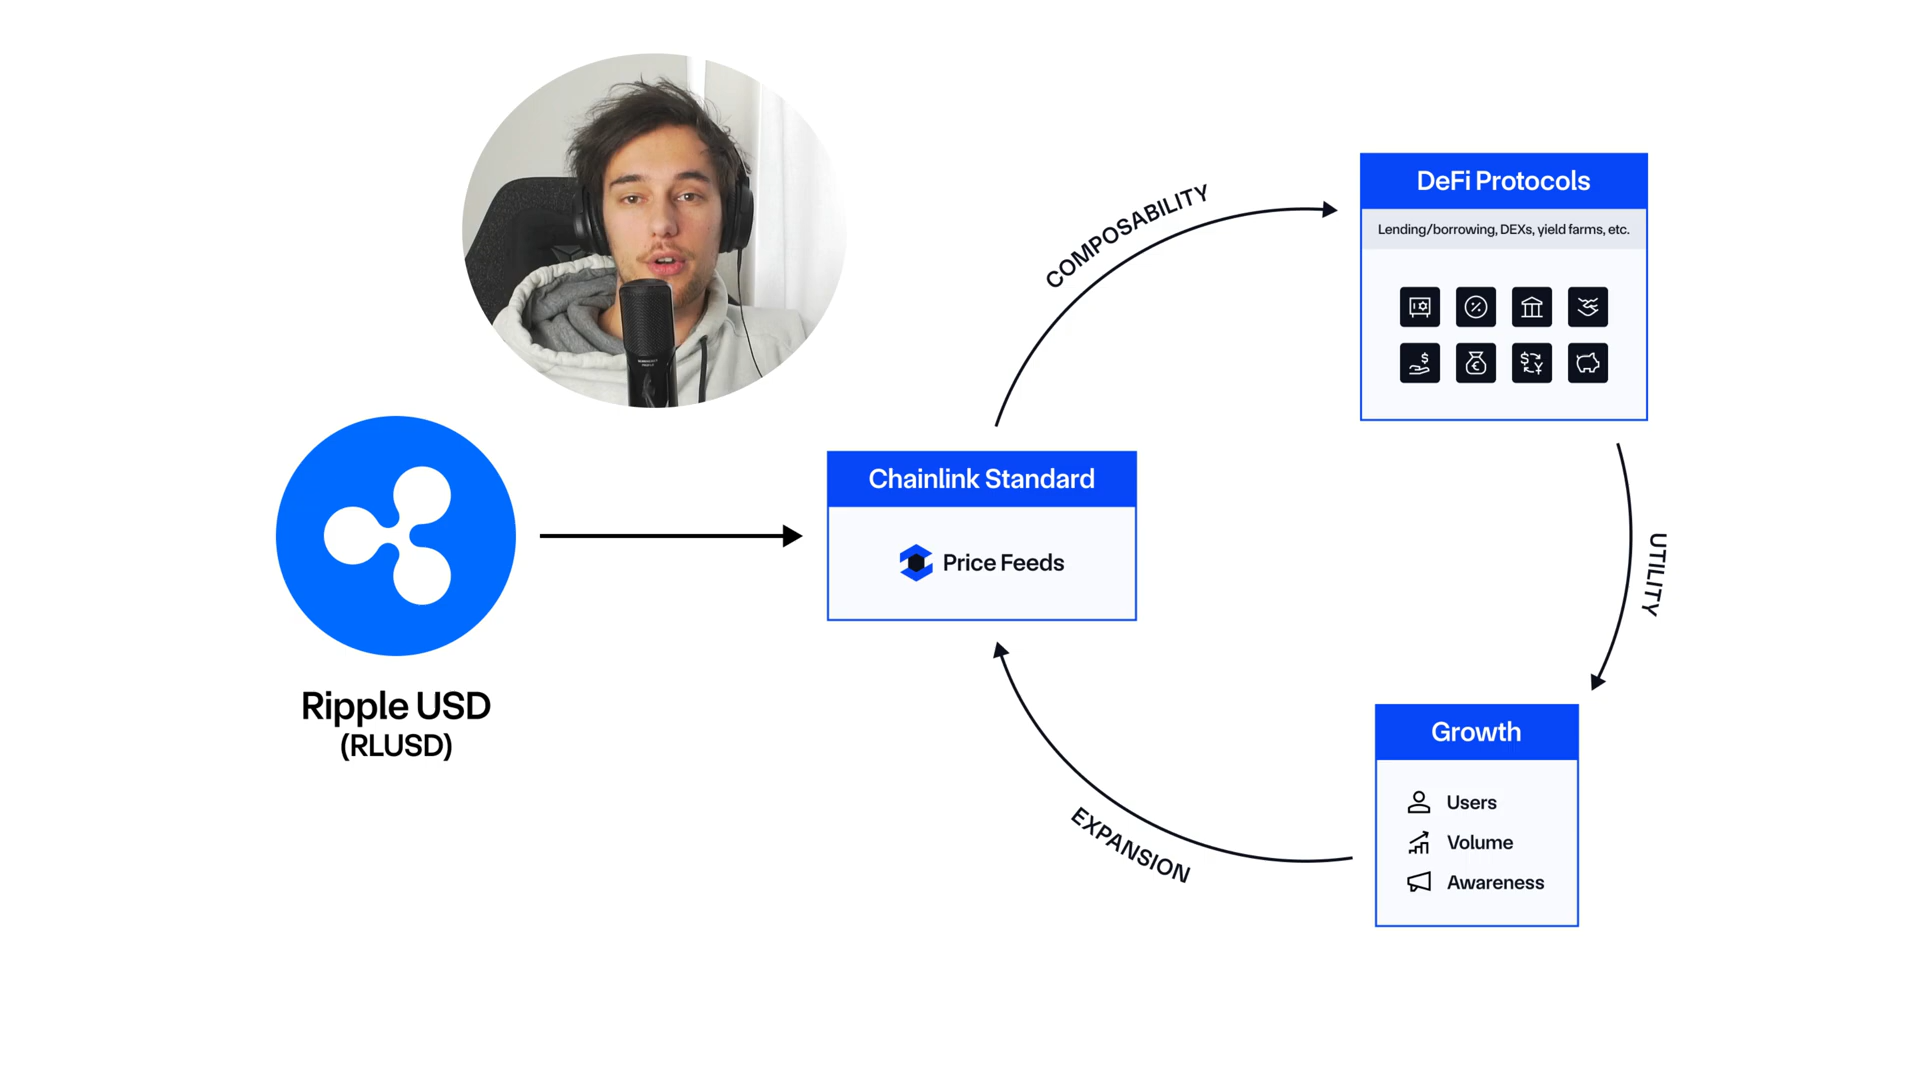 COMPOSABILITY
DeFi Protocols
Lending/borrowing, DEXs, yield farms, etc.
Chainlink Standard
Price Feeds
UTILITY
Ripple USD
(RLUSD)
Growth
Users
Volume
Awareness
EXPANSION